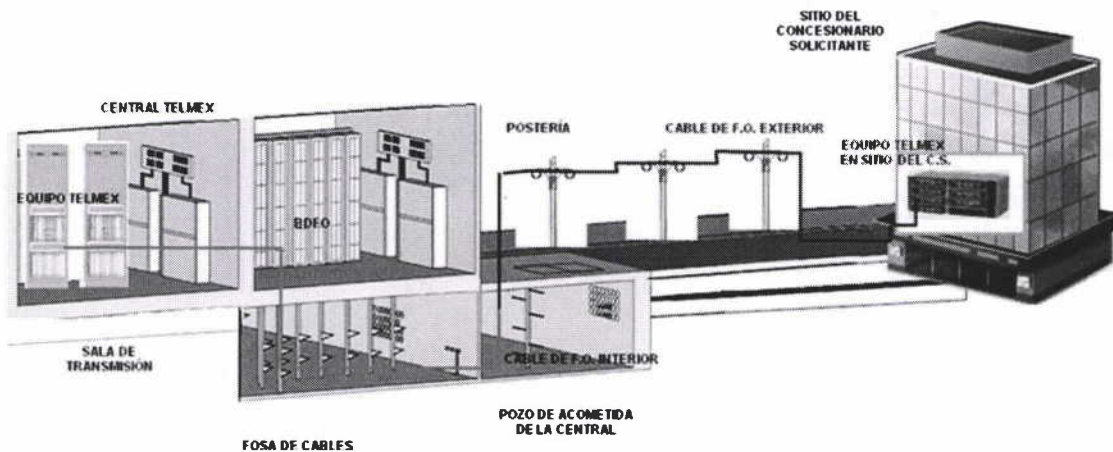 SITIO DEL
CONCESIONARIO
SOLICITANTE
CENTRAL TELMEX
POSTERÍA
CABLE DE F.O. EXTERIOR
EQUIPO TELMEX
EN SITIO DEL C.S.
EQUIPO TELMEX
BDFO
SALA DE
TRANSMISIÓN
CABLE DE F.O. INTERIOR
POZO DE ACOMETIDA
DE LA CENTRAL
FOSA DE CABLES